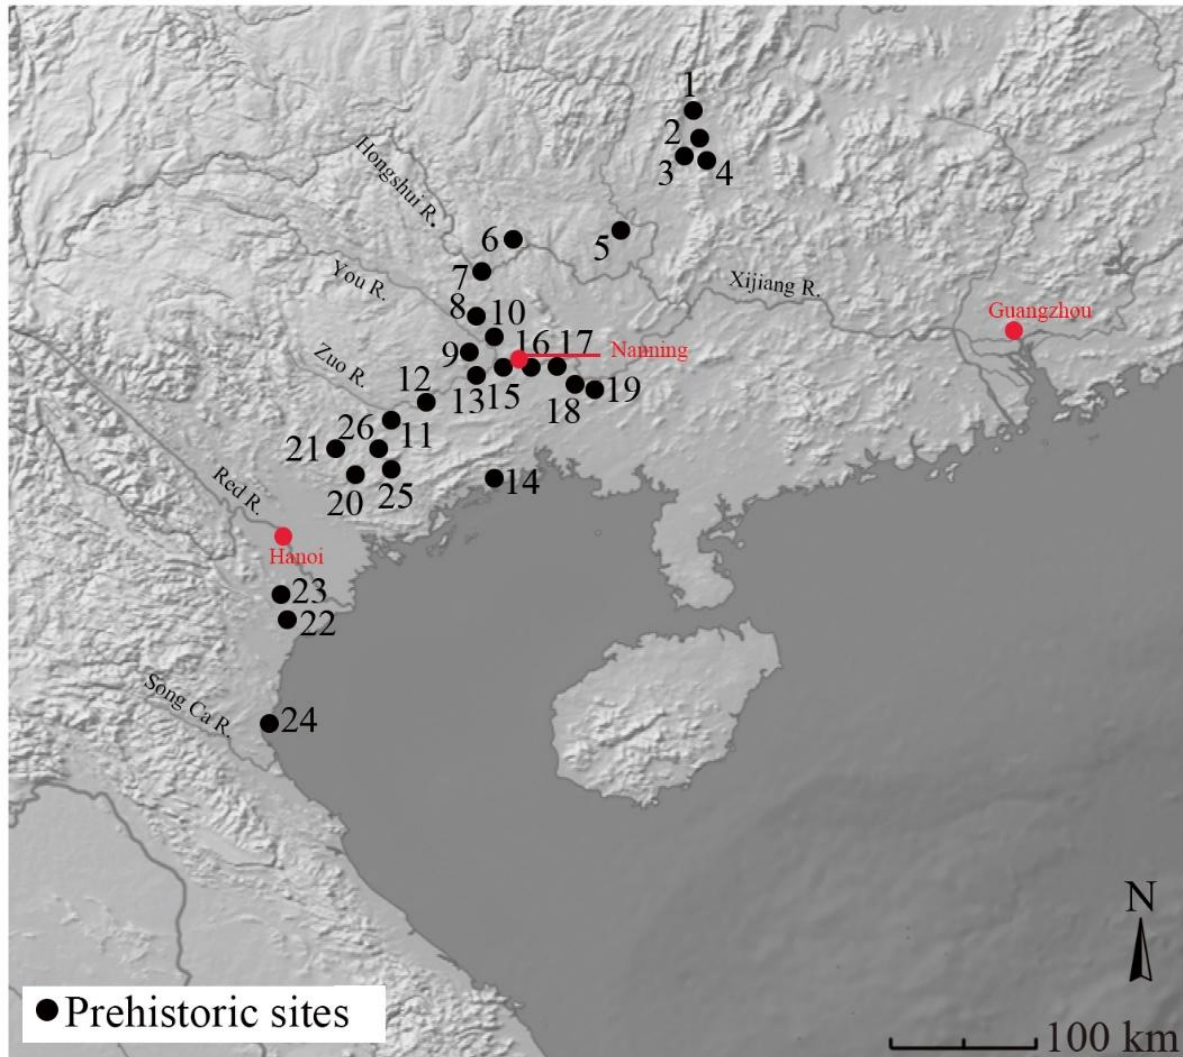 1
2
3
4
Hongshui R.
5
6
7
You R.
Xijiang R.
8
10
Guangzhou
16
17
Nanning
9
Zuo R.
12
13
15
18
19
26
11
21
14
20
25
Red R.
Hanoi
23
22
Song Ca R.
24
N
Prehistoric sites
100 km